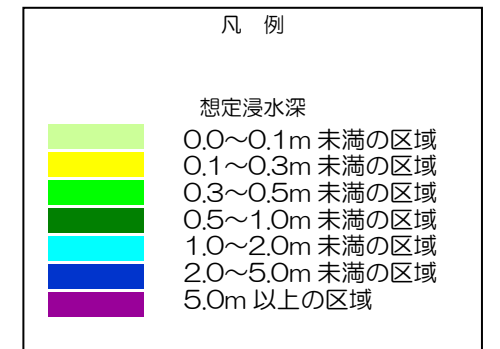 凡 例
想定浸水深
0.0～0.1m 未満の区域
0.1～0.3m 未満の区域
0.3～0.5m 未満の区域
0.5～1.0m 未満の区域
1.0～2.0m 未満の区域
2.0～5.0m 未満の区域
5.0m 以上の区域